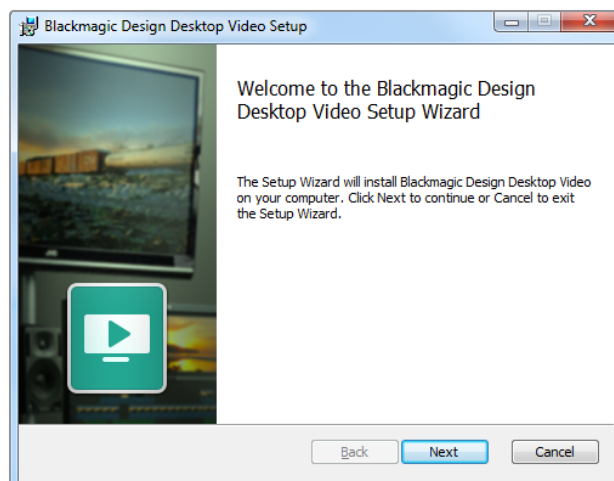 Blackmagic Design Desktop Video Setup
Welcome to the Blackmagic Design
Desktop Video Setup Wizard
The Setup Wizard will install Blackmagic Design Desktop Video
on your computer. Click Next to continue or Cancel to exit
the Setup Wizard.
JVC
Back Next Cancel